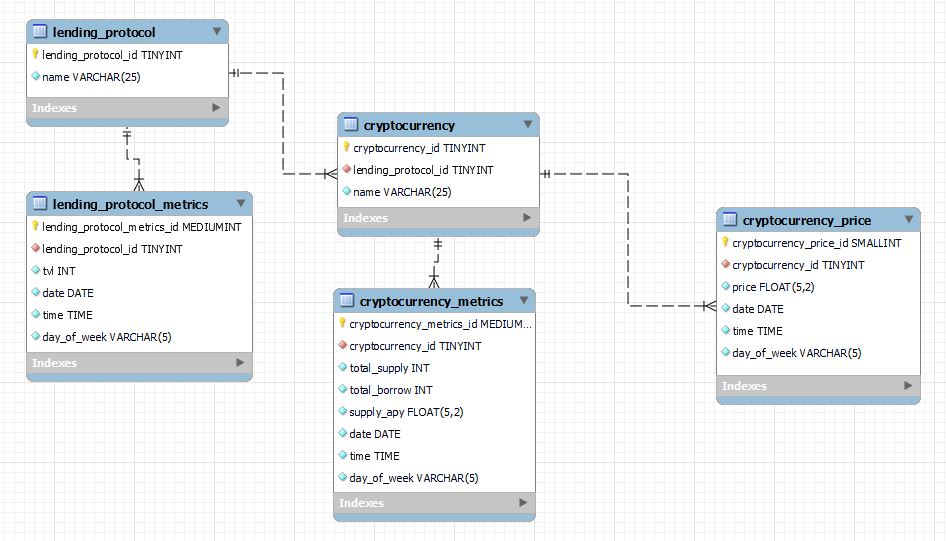 lending_protocol
lending_protocol_id TINYINT
name VARCHAR(25)
Indexes
lending_protocol_metrics
lending_protocol_metrics_id MEDIUMINT
lending_protocol_id TINYINT
tvl INT
date DATE
time TIME
day_of_week VARCHAR(5)
Indexes
cryptocurrency
cryptocurrency_id TINYINT
lending_protocol_id TINYINT
name VARCHAR(25)
Indexes
cryptocurrency_metrics
cryptocurrency_metrics_id MEDIUM...
cryptocurrency_id TINYINT
total_supply INT
total_borrow INT
supply_apy FLOAT(5,2)
date DATE
time TIME
day_of_week VARCHAR(5)
Indexes
cryptocurrency_price
cryptocurrency_price_id SMALLINT
cryptocurrency_id TINYINT
price FLOAT(5,2)
date DATE
time TIME
day_of_week VARCHAR(5)
Indexes